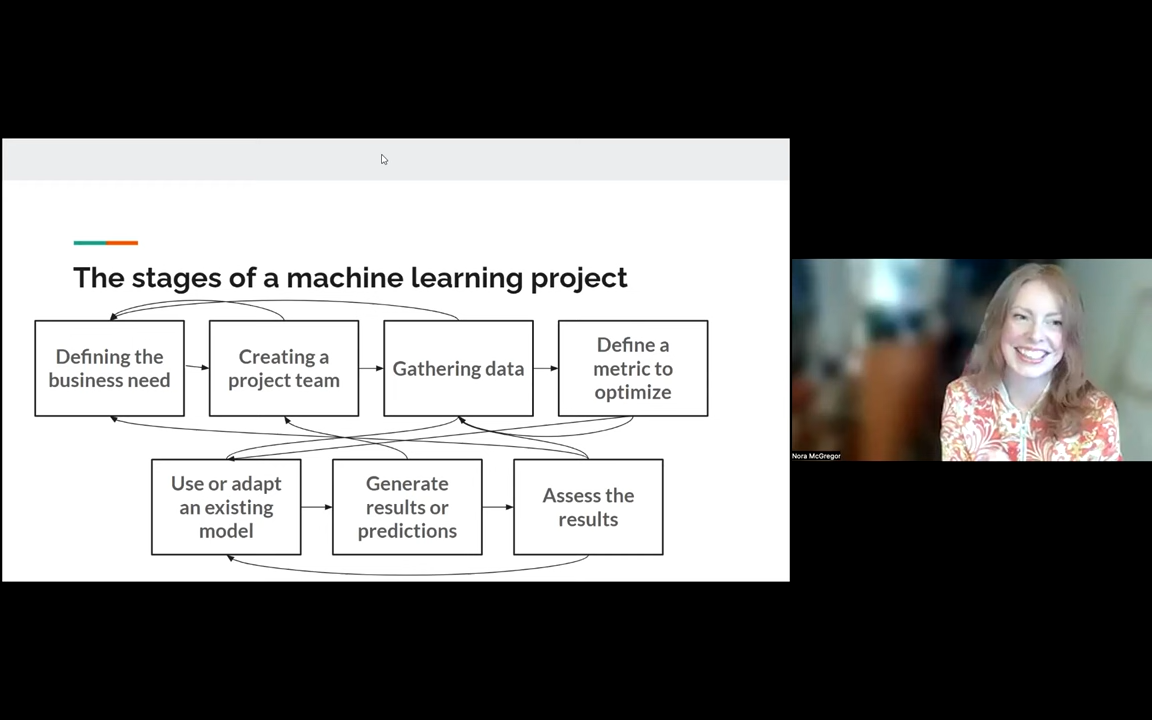 The stages of a machine learning project
Defining the
business need
Creating a
project team
Gathering data
Define a
metric to
optimize
Use or adapt
an existing
model
Generate
results or
predictions
Assess the
results
Nora McGregor